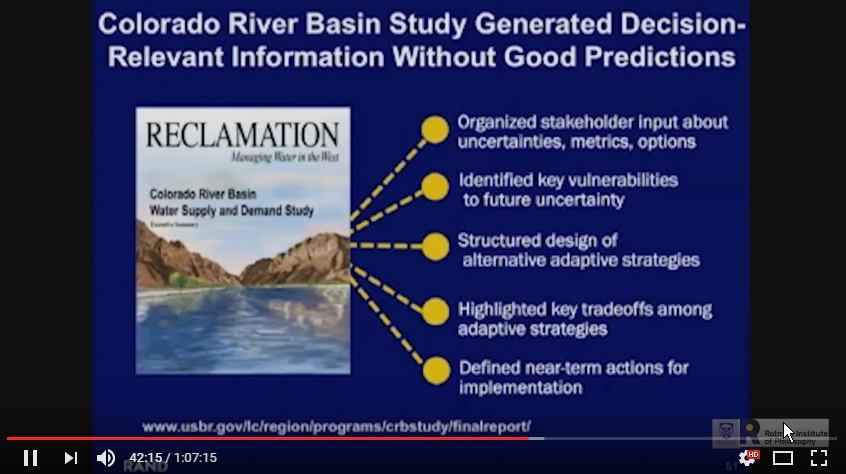 Colorado River Basin Study Generated Decision-
Relevant Information Without Good Predictions
RECLAMATION
Managing Water in the West
Colorado River Basin
Water Supply and Demand Study
Executive Summary
Organized stakeholder input about
uncertainties, metrics, options
Identified key vulnerabilities
to future uncertainty
Structured design of
alternative adaptive strategies
Highlighted key tradeoffs among
adaptive strategies
Defined near-term actions for
implementation
www.usbr.gov/lc/region/programs/crbstudy/finalreport/
R
of Philosophy
42:15 / 1:07:15
HD
RAND